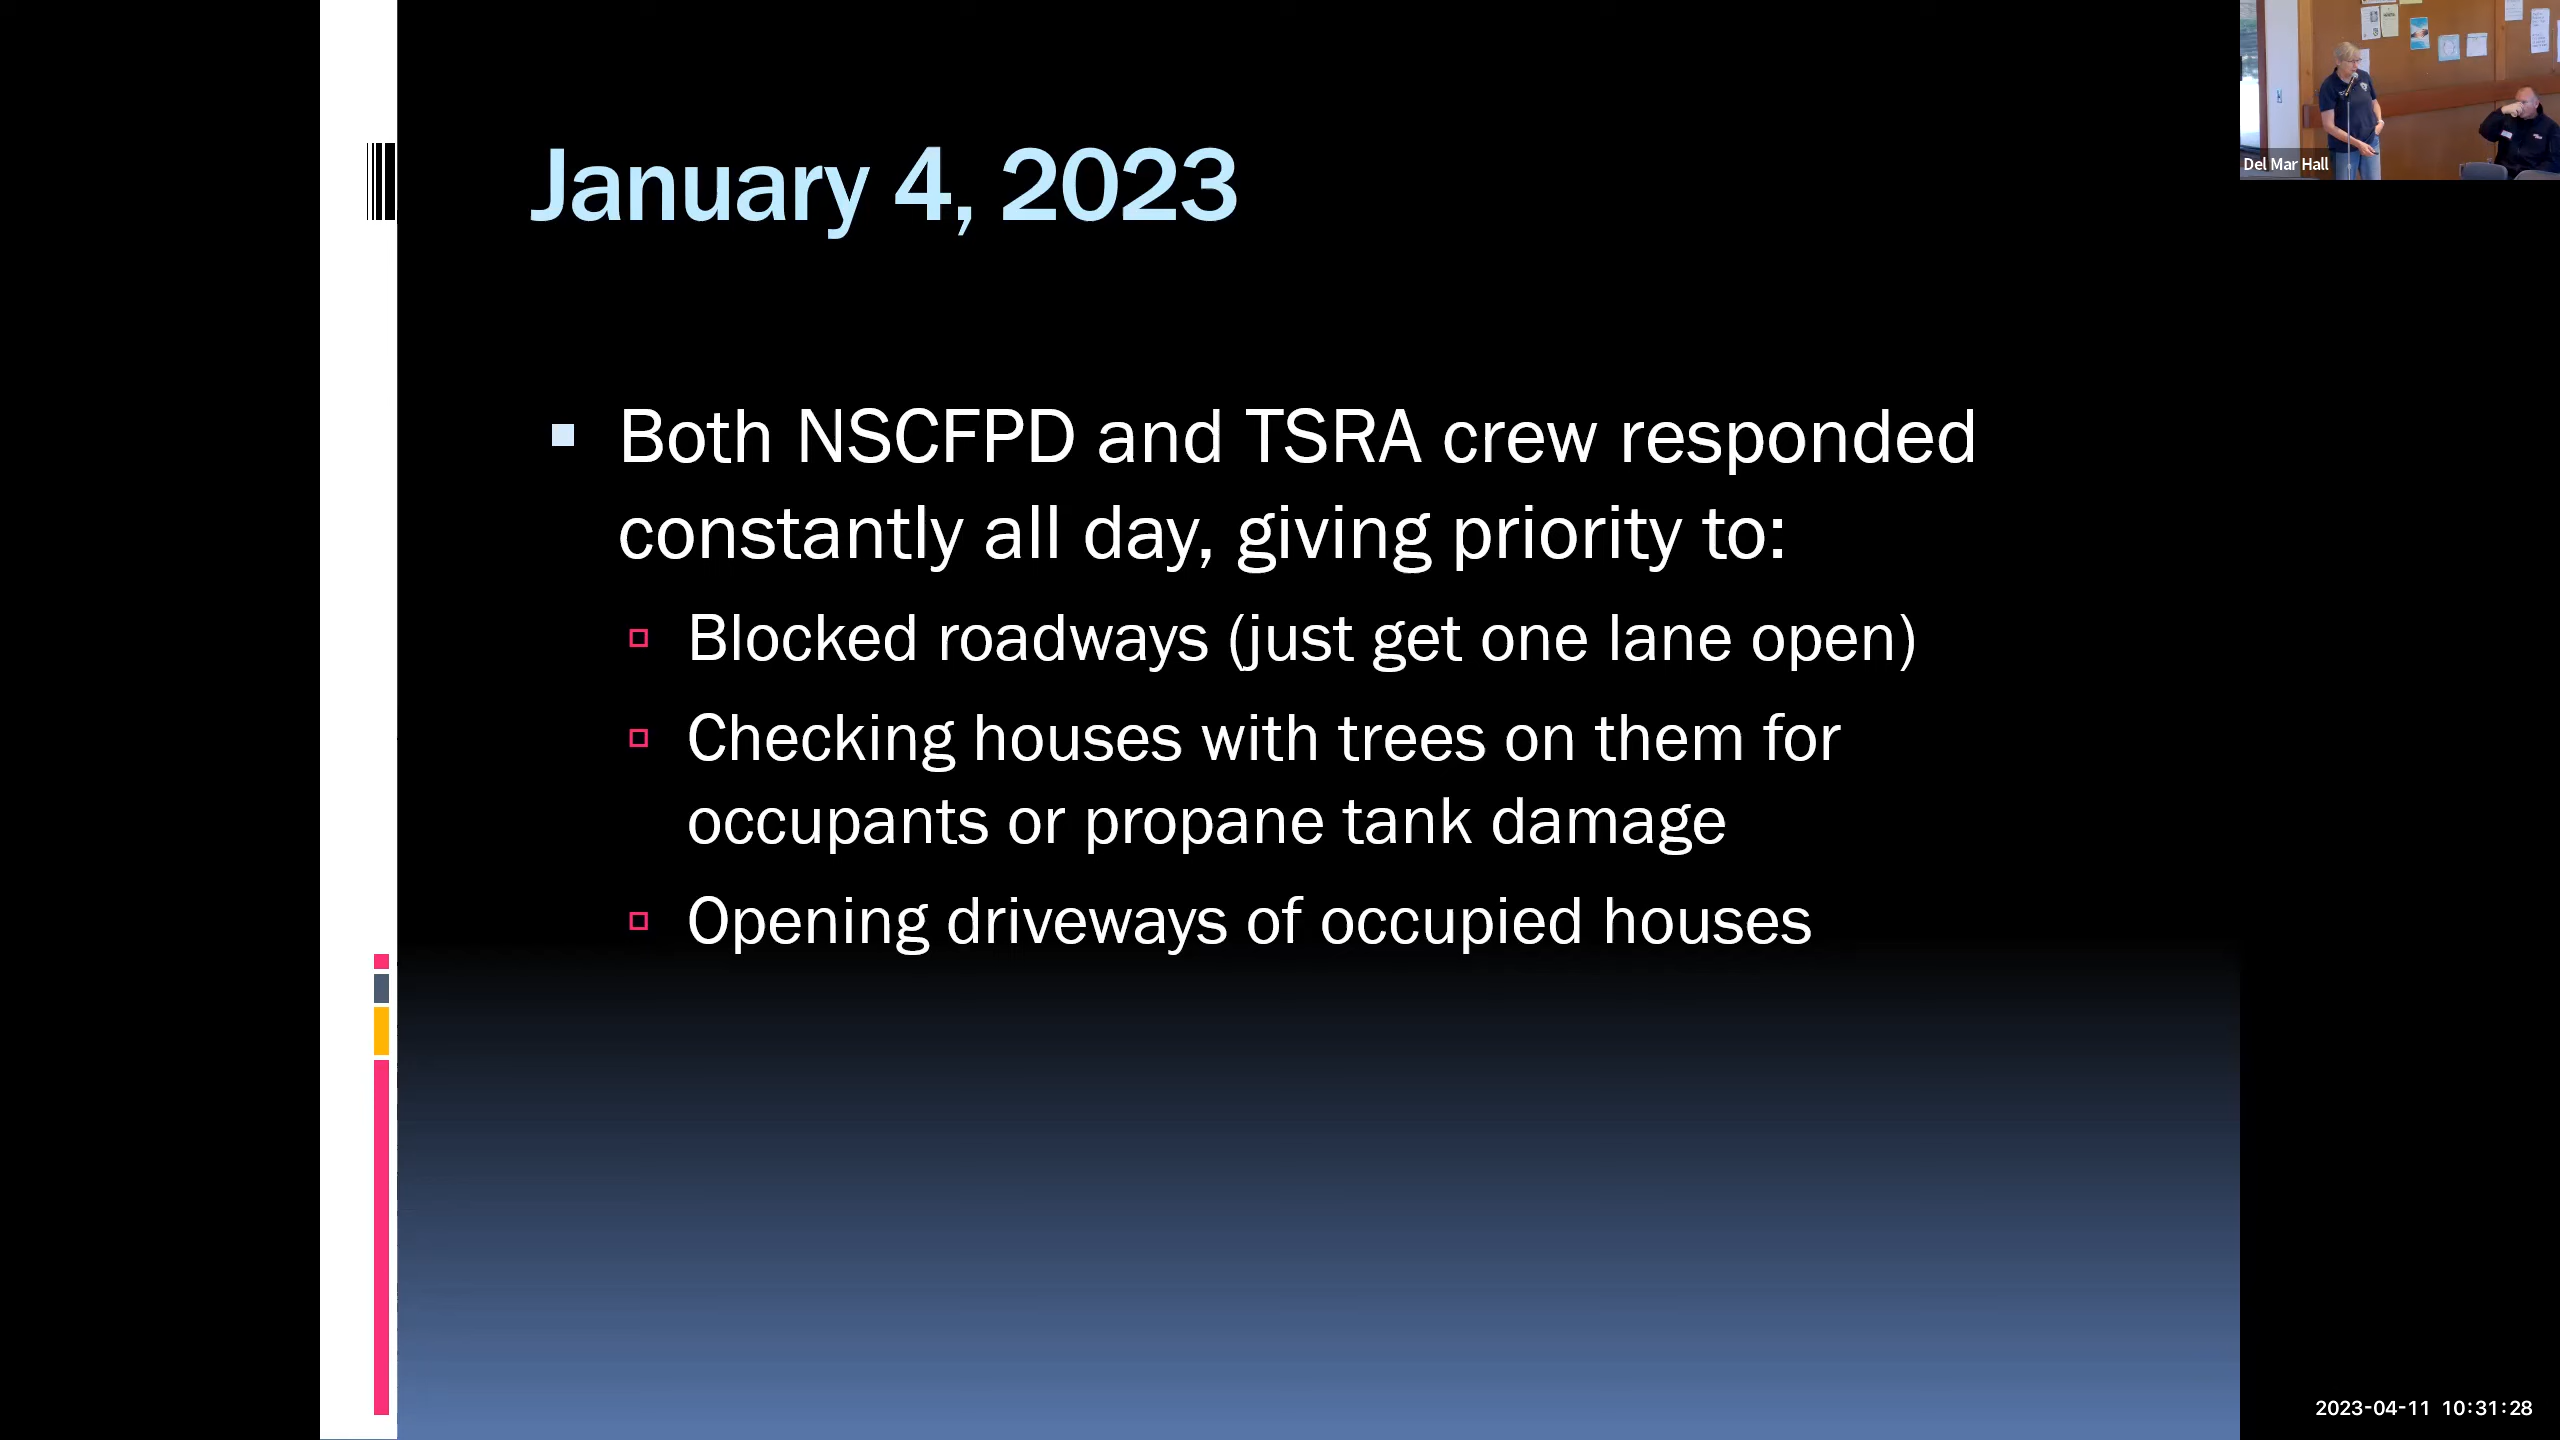 January 4, 2023
Both NSCFPD and TSRA crew responded
constantly all day, giving priority to:
Blocked roadways (just get one lane open)
Checking houses with trees on them for
occupants or propane tank damage
Opening driveways of occupied houses
Del Mar Hall
2023-04-11 10:31:28